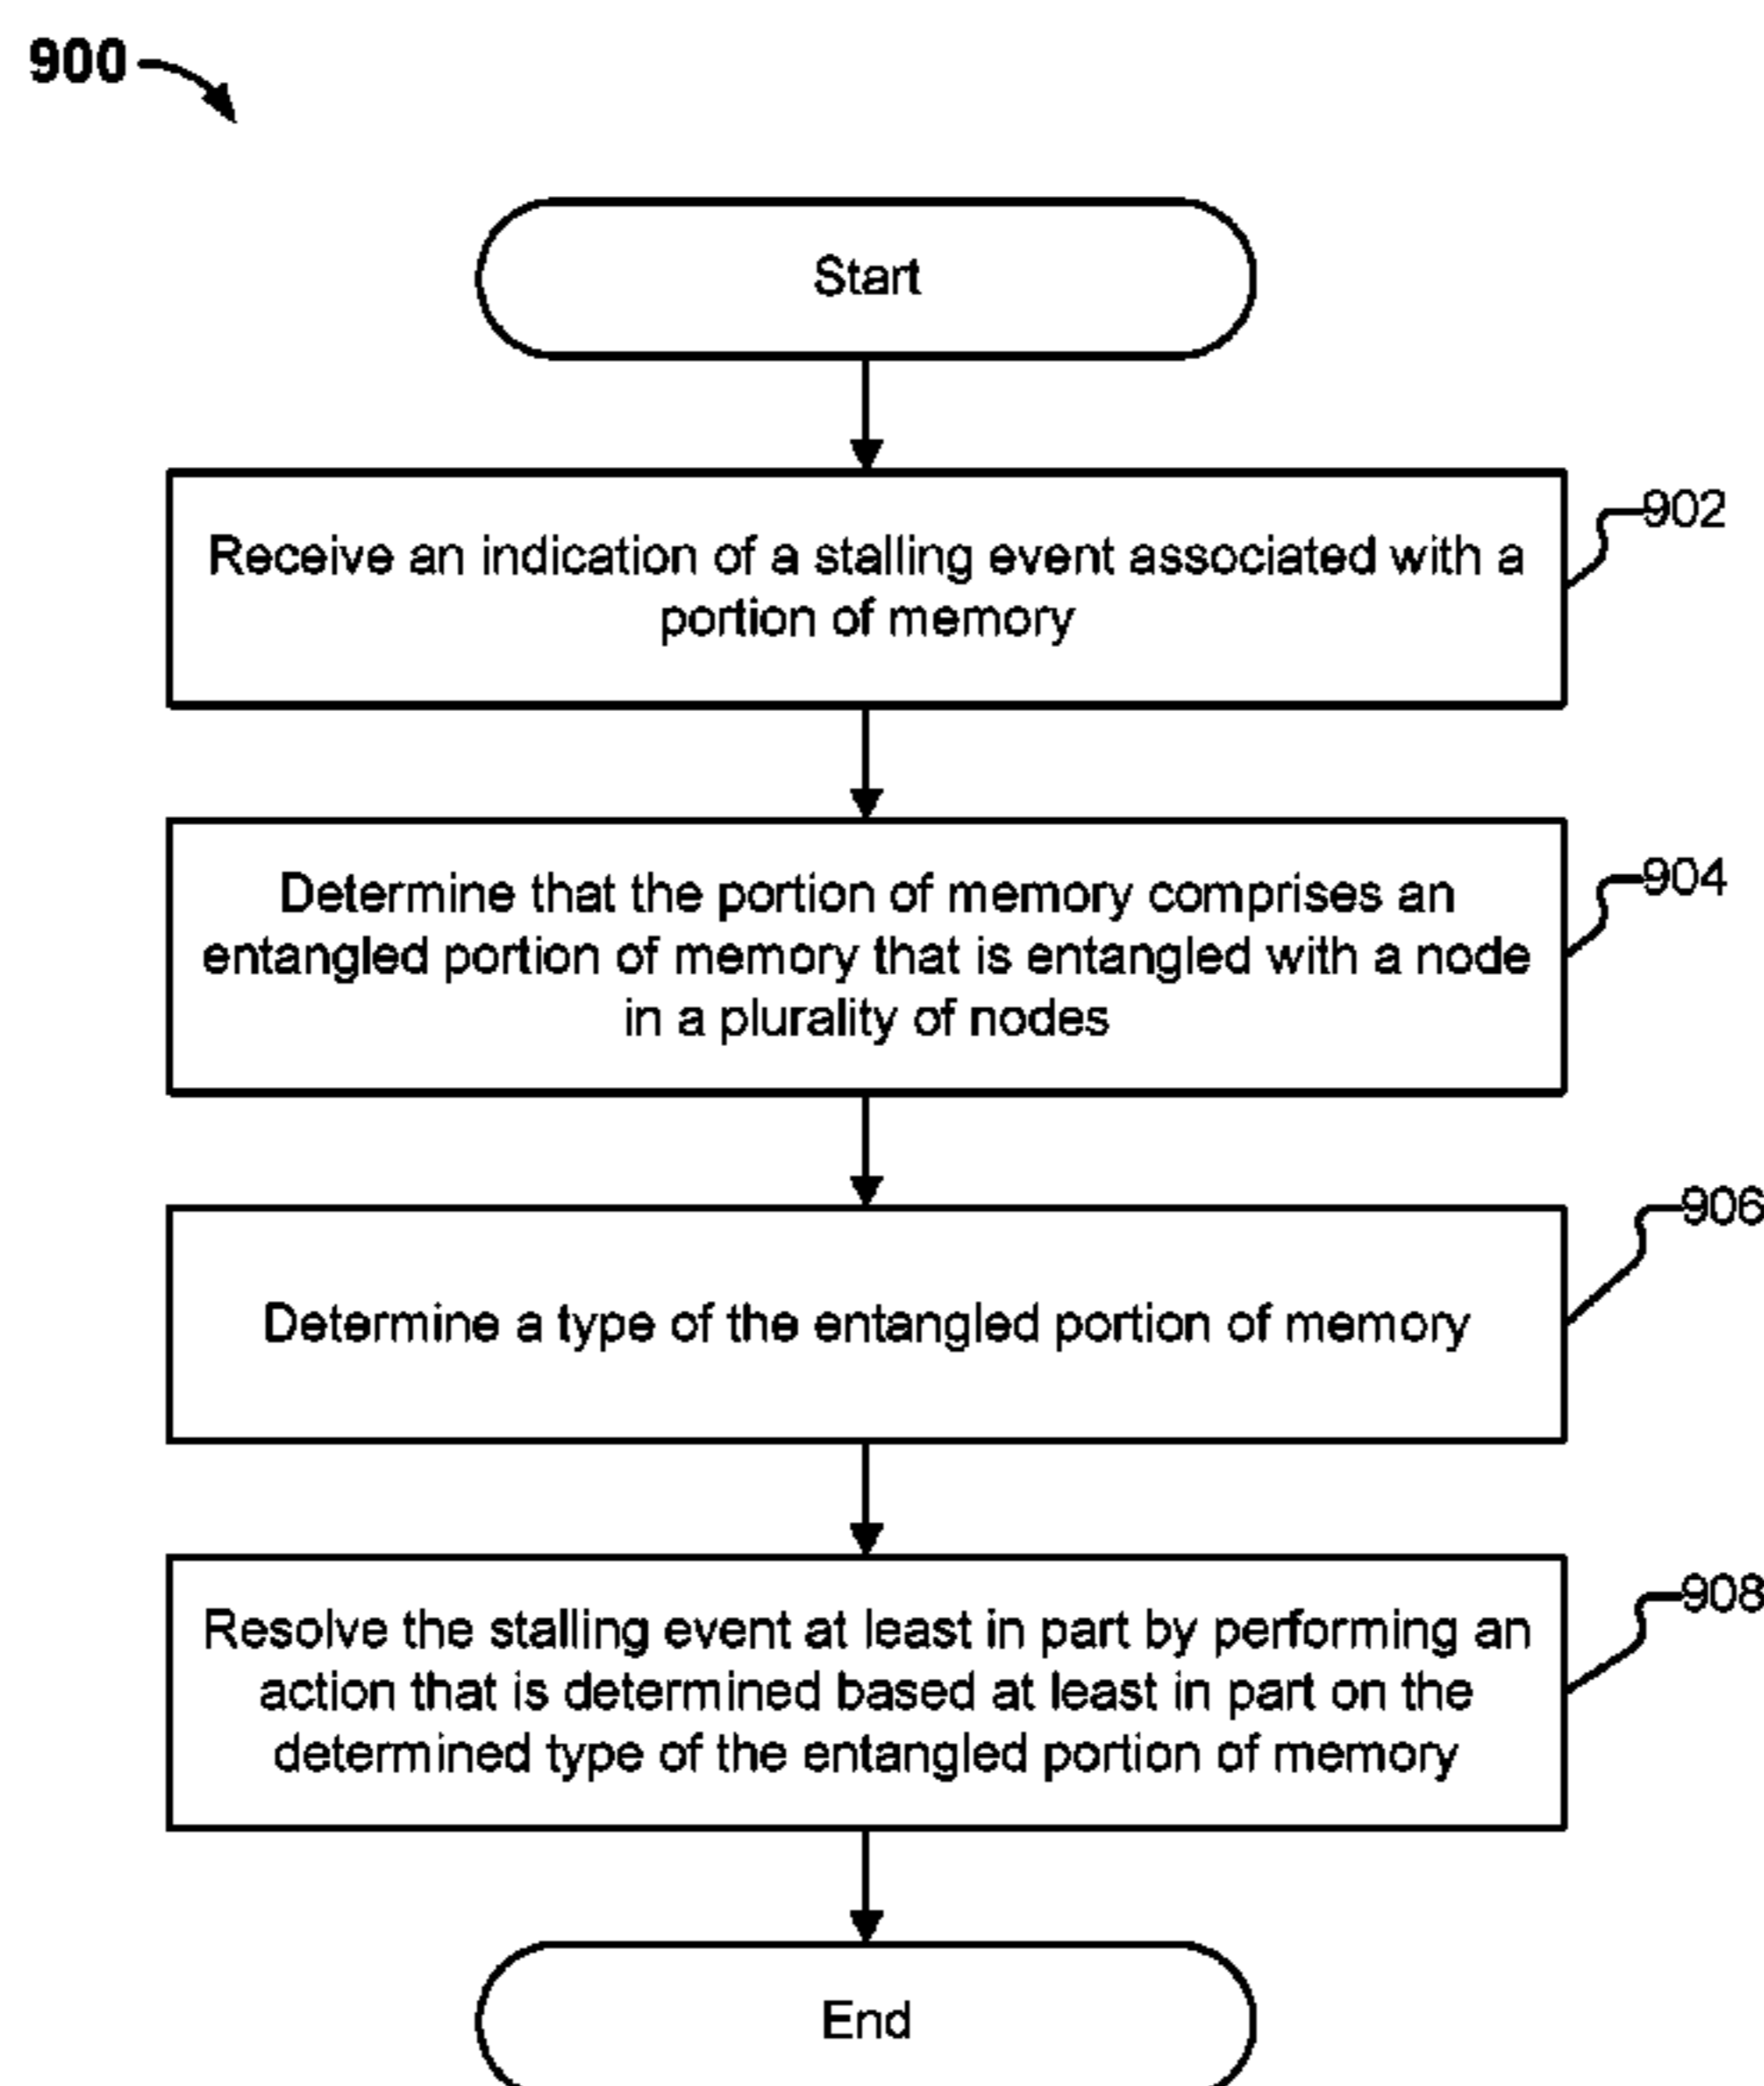 900
Start
Receive an indication of a stalling event associated with a
portion of memory
902
Determine that the portion of memory comprises an
entangled portion of memory that is entangled with a node
in a plurality of nodes
904
Determine a type of the entangled portion of memory
906
Resolve the stalling event at least in part by performing an
action that is determined based at least in part on the
determined type of the entangled portion of memory
908
End